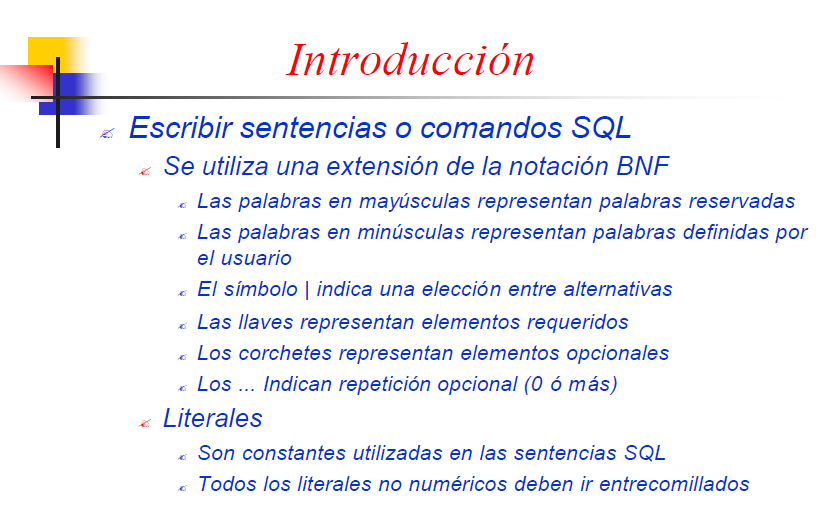 Introducción
Escribir sentencias o comandos SQL
Se utiliza una extensión de la notación BNF
Las palabras en mayúsculas representan palabras reservadas
Las palabras en minúsculas representan palabras definidas por
el usuario
El símbolo | indica una elección entre alternativas
Las llaves representan elementos requeridos
Los corchetes representan elementos opcionales
Los ... Indican repetición opcional (0 ó más)
Literales
Son constantes utilizadas en las sentencias SQL
Todos los literales no numéricos deben ir entrecomillados